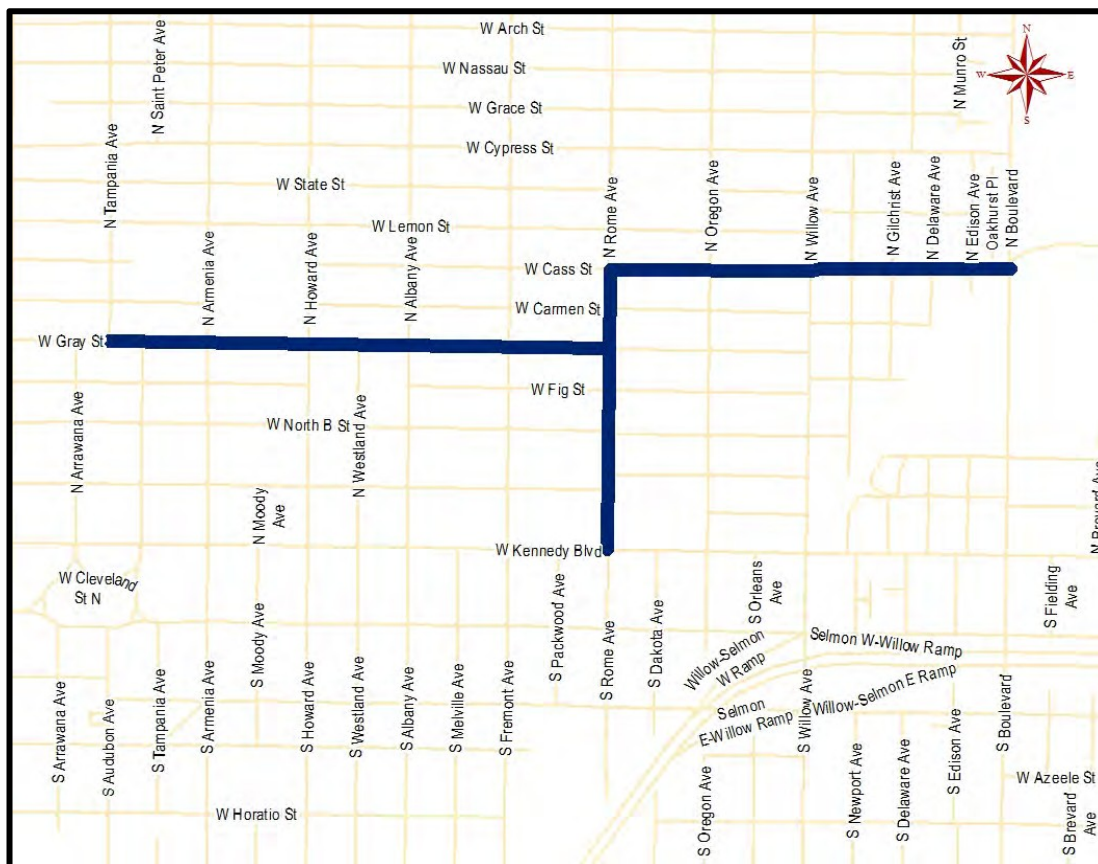 W Arch St
N
W Nassau St
N Munro St
W
E
N Saint Peter Ave
W Grace St
S
W Cypress St
N Tampania Ave
W State St
N Rome Ave
N Oregon Ave
N Willow Ave
N Gilchrist Ave
N Delaware Ave
N Edison Ave
Oakhurst Pl
N Boulevard
W Lemon St
N Armenia Ave
N Howard Ave
N Albany Ave
W Cass St
W Carmen St
W Gray St
W Fig St
N Arrawana Ave
W North B St
N Westland Ave
N Moody
Ave
N Brevard Ave
W Kennedy Blvd
W Cleveland
St N
S Moody Ave
S Packwood Ave
S Rome Ave
S Dakota Ave
S Orleans
Ave
S Fielding
Ave
Willow-Selmon
W Ramp
Selmon W-Willow Ramp
Willow-Selmon E Ramp
Selmon
E-Willow Ramp
S Arrawana Ave
S Audubon Ave
S Tampania Ave
S Armenia Ave
S Howard Ave
S Westland Ave
S Albany Ave
S Melville Ave
S Fremont Ave
S Willow Ave
S Boulevard
S Oregon Ave
S Newport Ave
S Delaware Ave
S Edison Ave
W Azeele St
W Horatio St
S Brevard
Ave